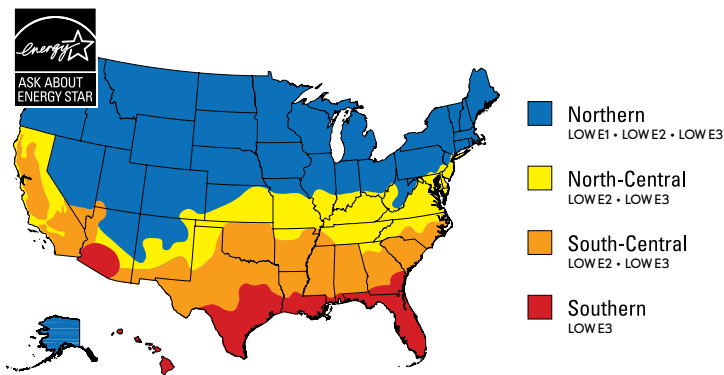 energy
ASK ABOUT
ENERGY STAR
Northern
LOWE1 • LOWE2 • LOWE3
North-Central
LOWE2 • LOWE3
South-Central
LOWE2 • LOWE3
Southern
LOWE3